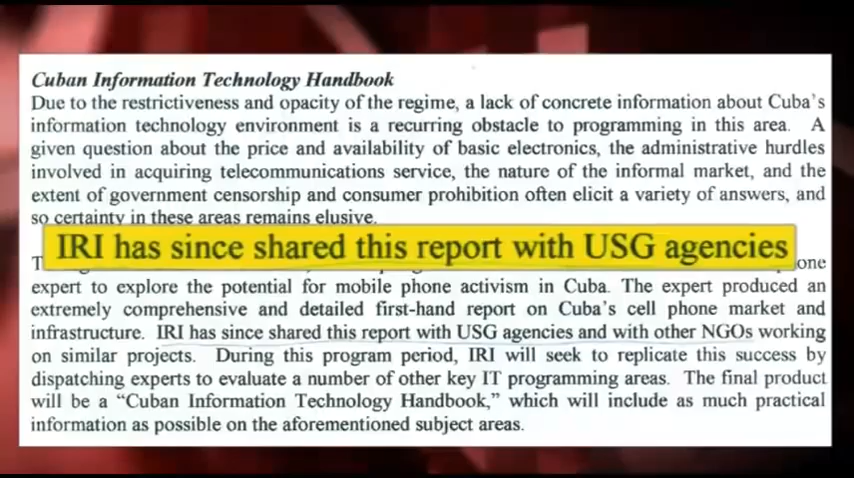 Cuban Information Technology Handbook
Due to the restrictiveness and opacity of the regime, a lack of concrete information about Cuba's
information technology environment is a recurring obstacle to programming in this area. A
given question about the price and availability of basic electronics, the administrative hurdles
involved in acquiring telecommunications service, the nature of the informal market, and the
extent of government censorship and consumer prohibition often elicit a variety of answers, and
so certainty in these areas remains elusive.
IRI has since shared this report with USG agencies
one
expert to explore the potential for mobile phone activism in Cuba. The expert produced an
extremely comprehensive and detailed first-hand report on Cuba's cell phone market and
infrastructure. IRI has since shared this report with USG agencies and with other NGOs working
on similar projects. During this program period, IRI will seek to replicate this success by
dispatching experts to evaluate a number of other key IT programming areas. The final product
will be a “Cuban Information Technology Handbook,” which will include as much practical
information as possible on the aforementioned subject areas.